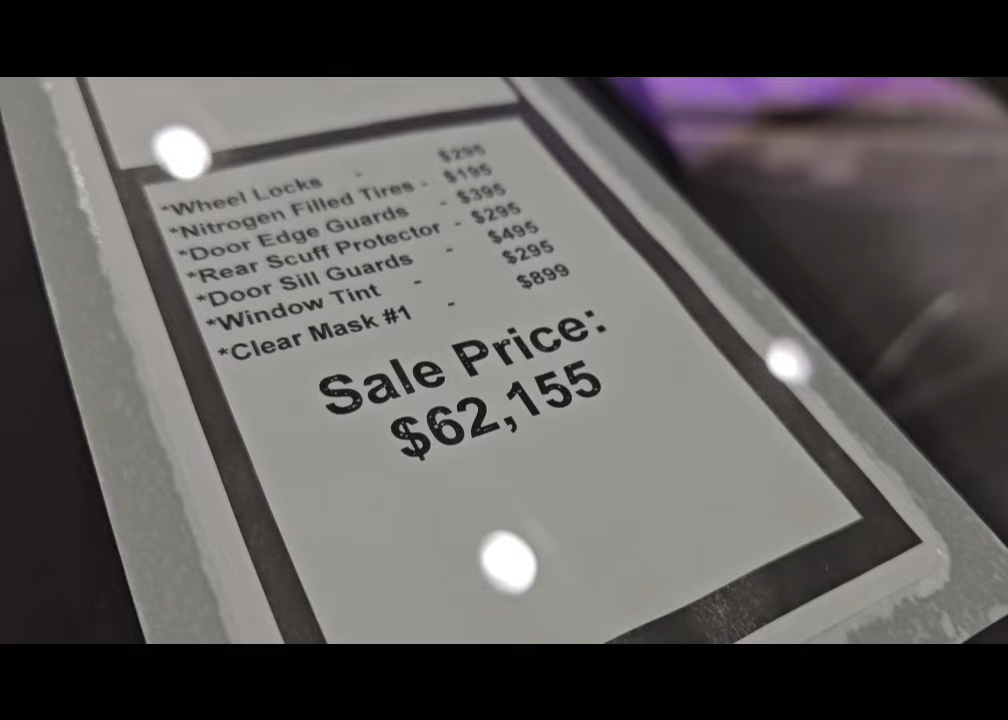 *Wheel Locks - $295
*Nitrogen Filled Tires - $195
*Door Edge Guards - $395
*Rear Scuff Protector - $295
*Door Sill Guards - $495
*Window Tint - $295
*Clear Mask #1 - $899
Sale Price:
$62,155